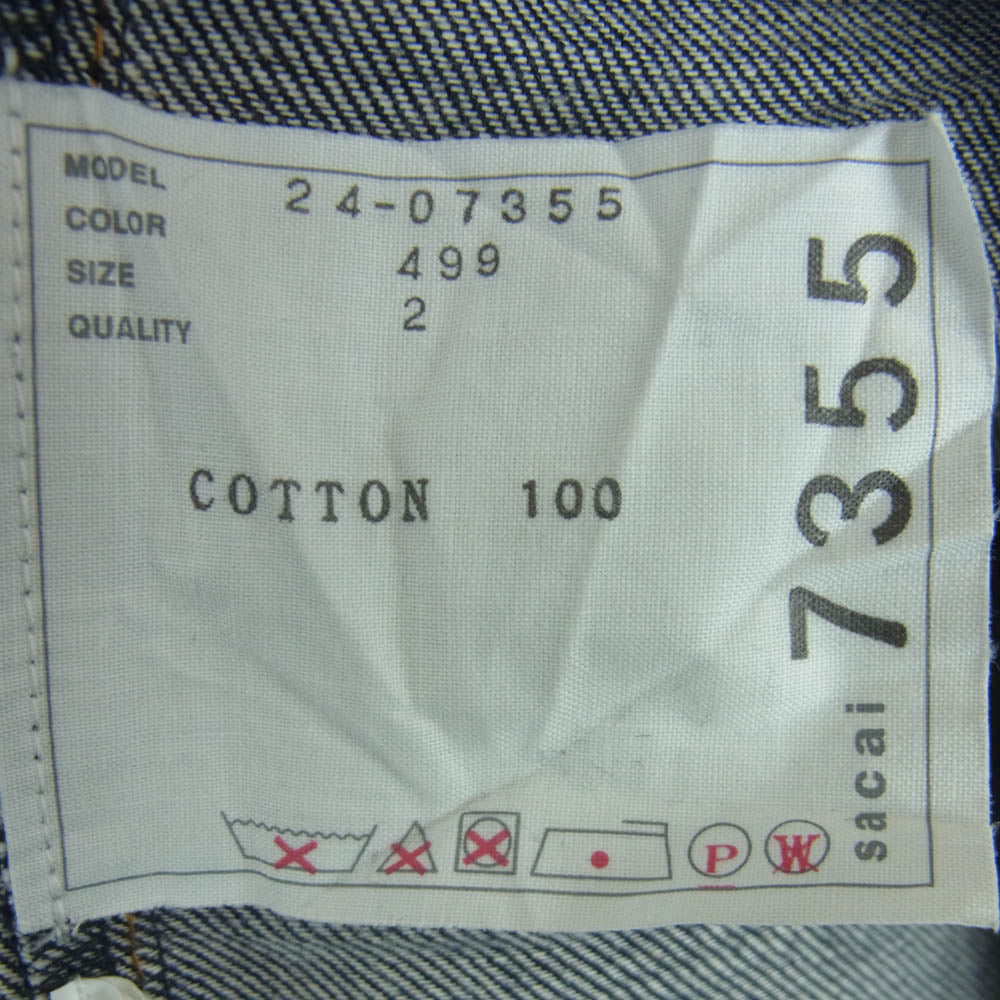 MODEL 24-07355
COLOR 499
SIZE 2
QUALITY
COTTON 100
sacai 7355
P W